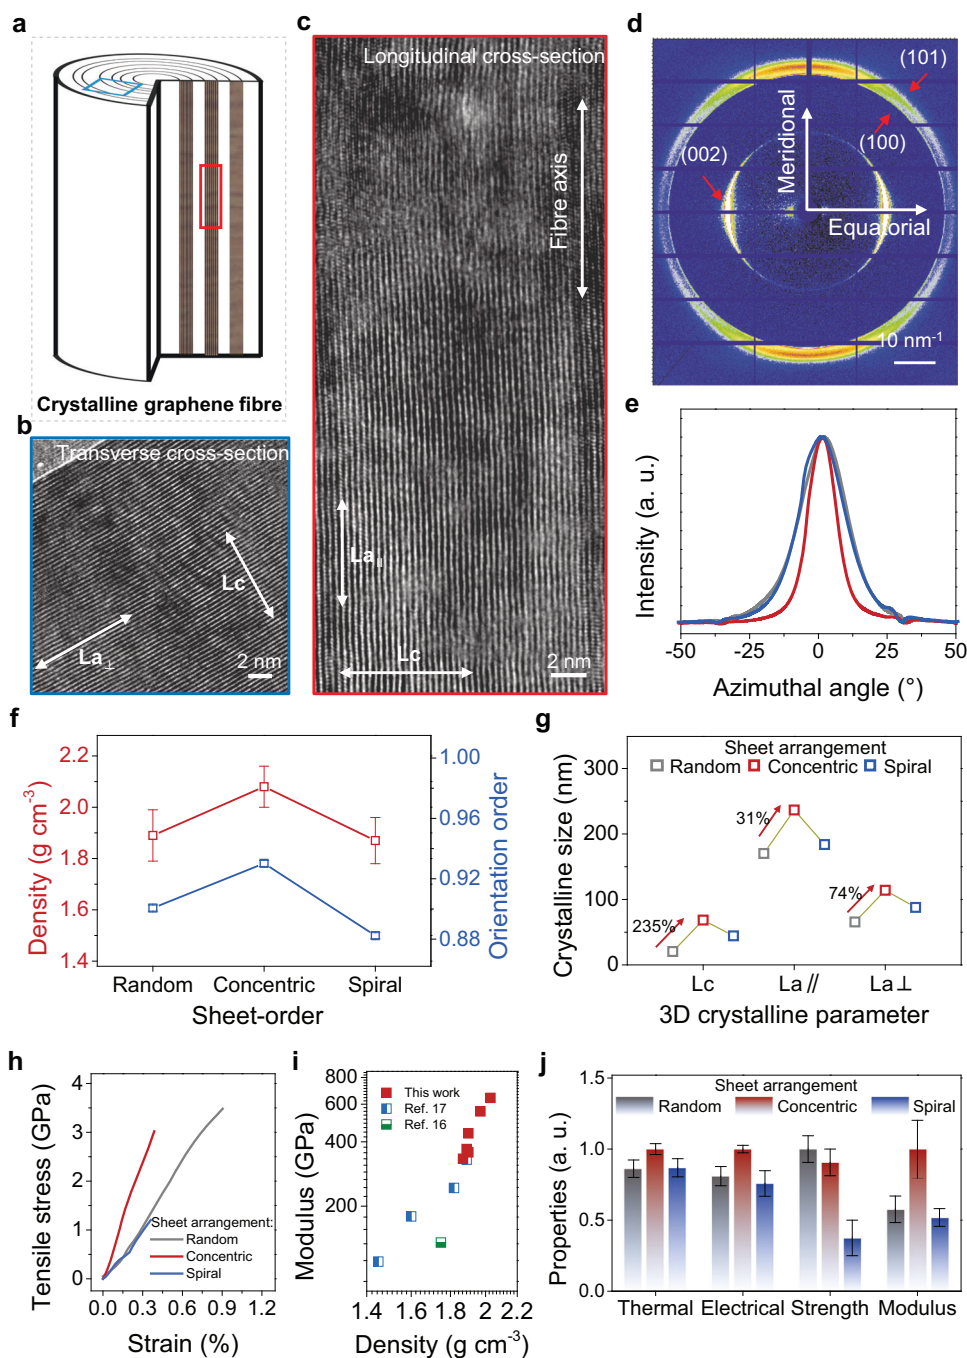 a
Crystalline graphene fibre
b
Transverse cross-section
Lc
La⊥
2 nm
c
Longitudinal cross-section
Fibre axis
La||
Lc
2 nm
d
(101)
(100)
(002)
Meridional
Equatorial
10 nm⁻¹
e
Intensity (a. u.)
-50 -25 0 25 50
Azimuthal angle (°)
f
2.2
2.0
1.8
1.6
1.4
Density (g cm⁻³)
1.00
0.96
0.92
0.88
Orientation order
Random Concentric Spiral
Sheet-order
g
Sheet arrangement
Random Concentric Spiral
300
200
100
0
Crystalline size (nm)
235%
31%
74%
Lc La // La⊥
3D crystalline parameter
h
4
3
2
1
0
Tensile stress (GPa)
Sheet arrangement:
Random
Concentric
Spiral
0.0 0.3 0.6 0.9 1.2
Strain (%)
i
800
600
400
200
Modulus (GPa)
This work
Ref. 17
Ref. 16
1.4 1.6 1.8 2 2.2
Density (g cm⁻³)
j
Sheet arrangement
Random Concentric Spiral
1.5
1.0
0.5
0.0
Properties (a. u.)
Thermal Electrical Strength Modulus